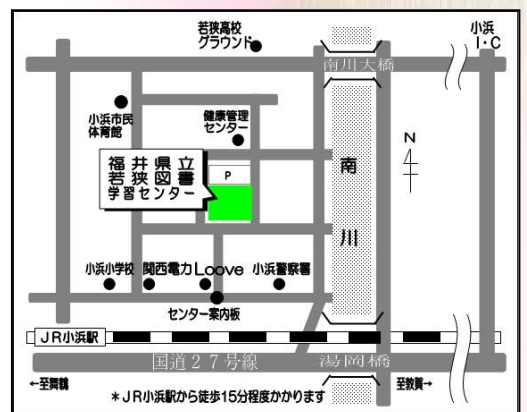 若狭高校
グラウンド
小浜
I・C
南川大橋
小浜市民
体育館
健康管理
センター
N
福井県立
若狭図書
学習センター
P
南
川
小浜小学校
関西電力
Loove
小浜警察署
センター案内板
JR小浜駅
国道27号線
湯岡橋
←至舞鶴
*JR小浜駅から徒歩15分程度かかります
至敦賀→